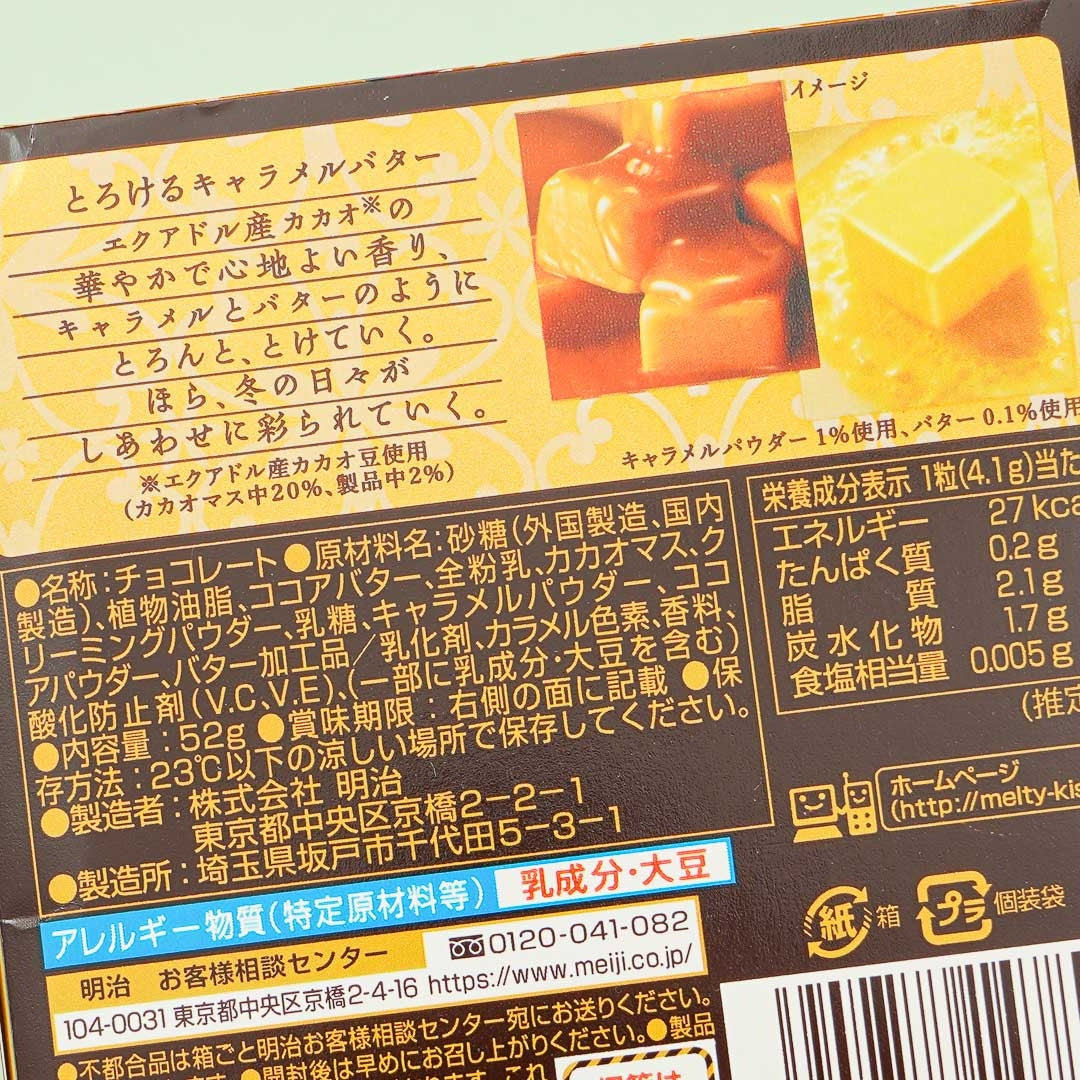 イメージ
とろけるキャラメルバター
エクアドル産カカオ※の
華やかで心地よい香り、
キャラメルとバターのように
とろんと、とけていく。
ほら、冬の日々が
しあわせに彩られていく。
※エクアドル産カカオ豆使用
(カカオマス中20%、製品中2%)
キャラメルパウダー 1%使用、バター 0.1%使用
●名称:チョコレート●原材料名:砂糖(外国製造、国内
製造)、植物油脂、ココアバター、全粉乳、カカオマス、ク
リーミングパウダー、乳糖、キャラメルパウダー、ココ
アパウダー、バター加工品/乳化剤、カラメル色素、香料、
酸化防止剤(V.C、V.E)、(一部に乳成分・大豆を含む)
●内容量:52g●賞味期限:右側の面に記載 ●保
存方法:23℃以下の涼しい場所で保存してください。
●製造者:株式会社 明治
東京都中央区京橋2-2-1
●製造所:埼玉県坂戸市千代田5-3-1
栄養成分表示 1粒(4.1g)当た
エネルギー 27kca
たんぱく質 0.2g
脂質 2.1g
炭水化物 1.7g
食塩相当量 0.005g
(推定
ホームページ
(http://melty-kis
アレルギー物質(特定原材料等) 乳成分・大豆
明治 お客様相談センター 0120-041-082
104-0031 東京都中央区京橋2-4-16 https://www.meiji.co.jp/
紙 箱
プラ 個装袋
●不都合品は箱ごと明治お客様相談センター宛にお送りください。
●開封後は早めにお召し上がりください。●製品